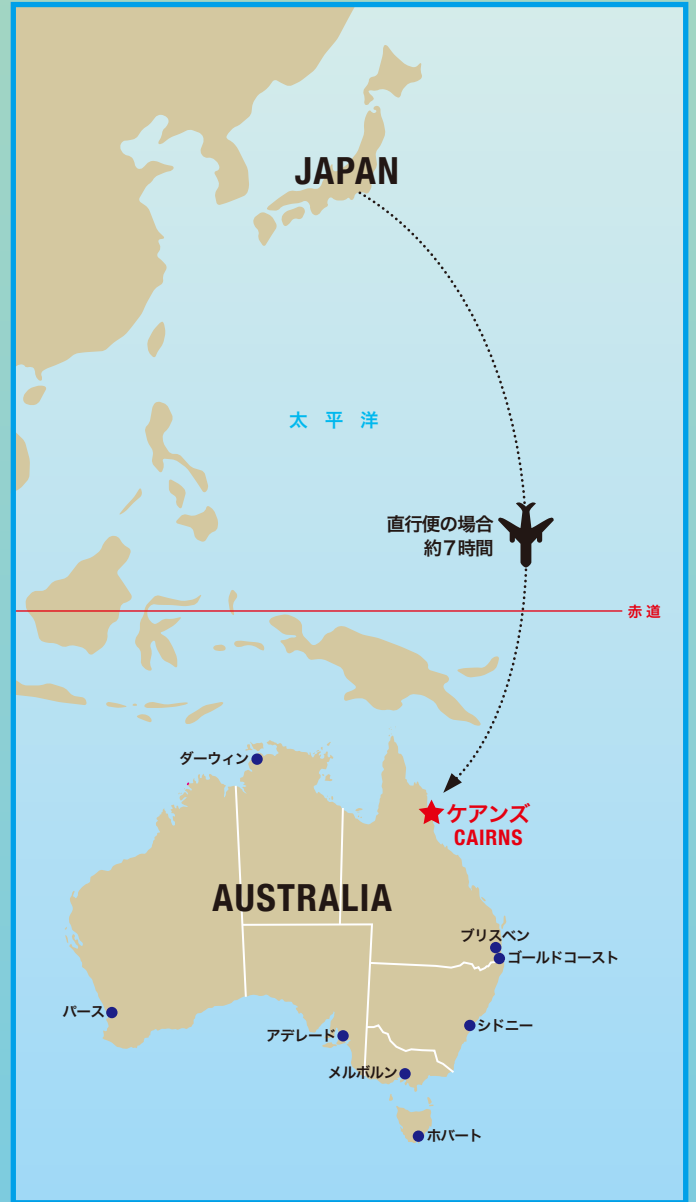 JAPAN
太平洋
直行便の場合
約7時間
赤道
ダーウィン
ケアンズ
CAIRNS
AUSTRALIA
ブリスベン
ゴールドコースト
パース
アデレード
シドニー
メルボルン
ホバート